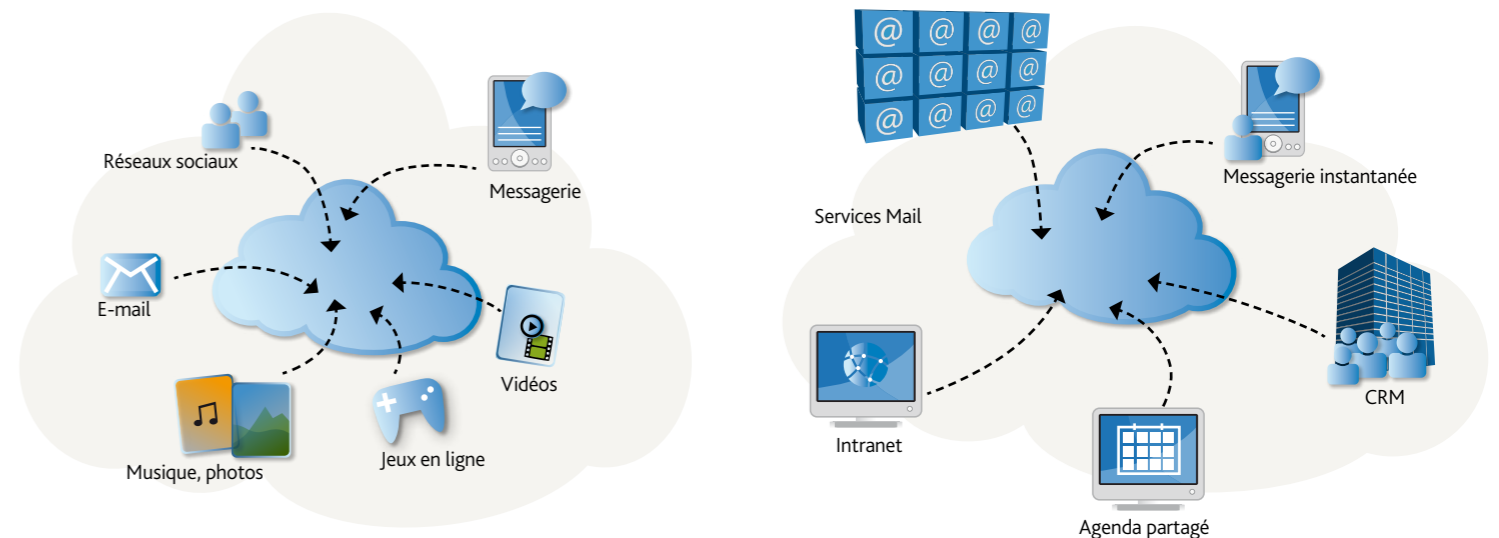 Réseaux sociaux
Messagerie
E-mail
Vidéos
Musique, photos
Jeux en ligne
@ @ @ @
@ @ @ @
@ @ @ @
Messagerie instantanée
Services Mail
CRM
Intranet
Agenda partagé